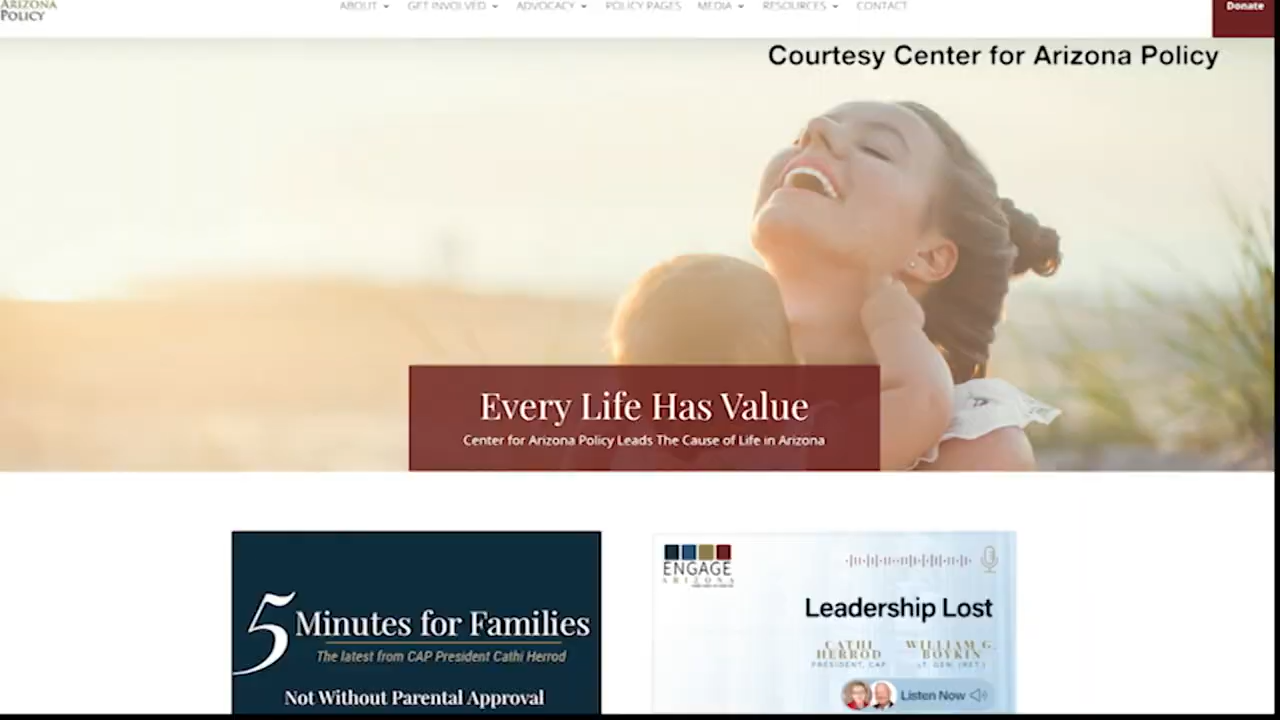 ARIZONA
POLICY
ABOUT
GET INVOLVED
ADVOCACY
POLICY PAGES
MEDIA
RESOURCES
CONTACT
Donate
Courtesy Center for Arizona Policy
Every Life Has Value
Center for Arizona Policy Leads The Cause of Life in Arizona
5 Minutes for Families
The latest from CAP President Cathi Herrod
Not Without Parental Approval
ENGAGE
ARIZONA
Leadership Lost
CATHI
HERROD
PRESIDENT, CAP
WILLIAM G.
BOYKIN
LT. GEN (RET.)
Listen Now